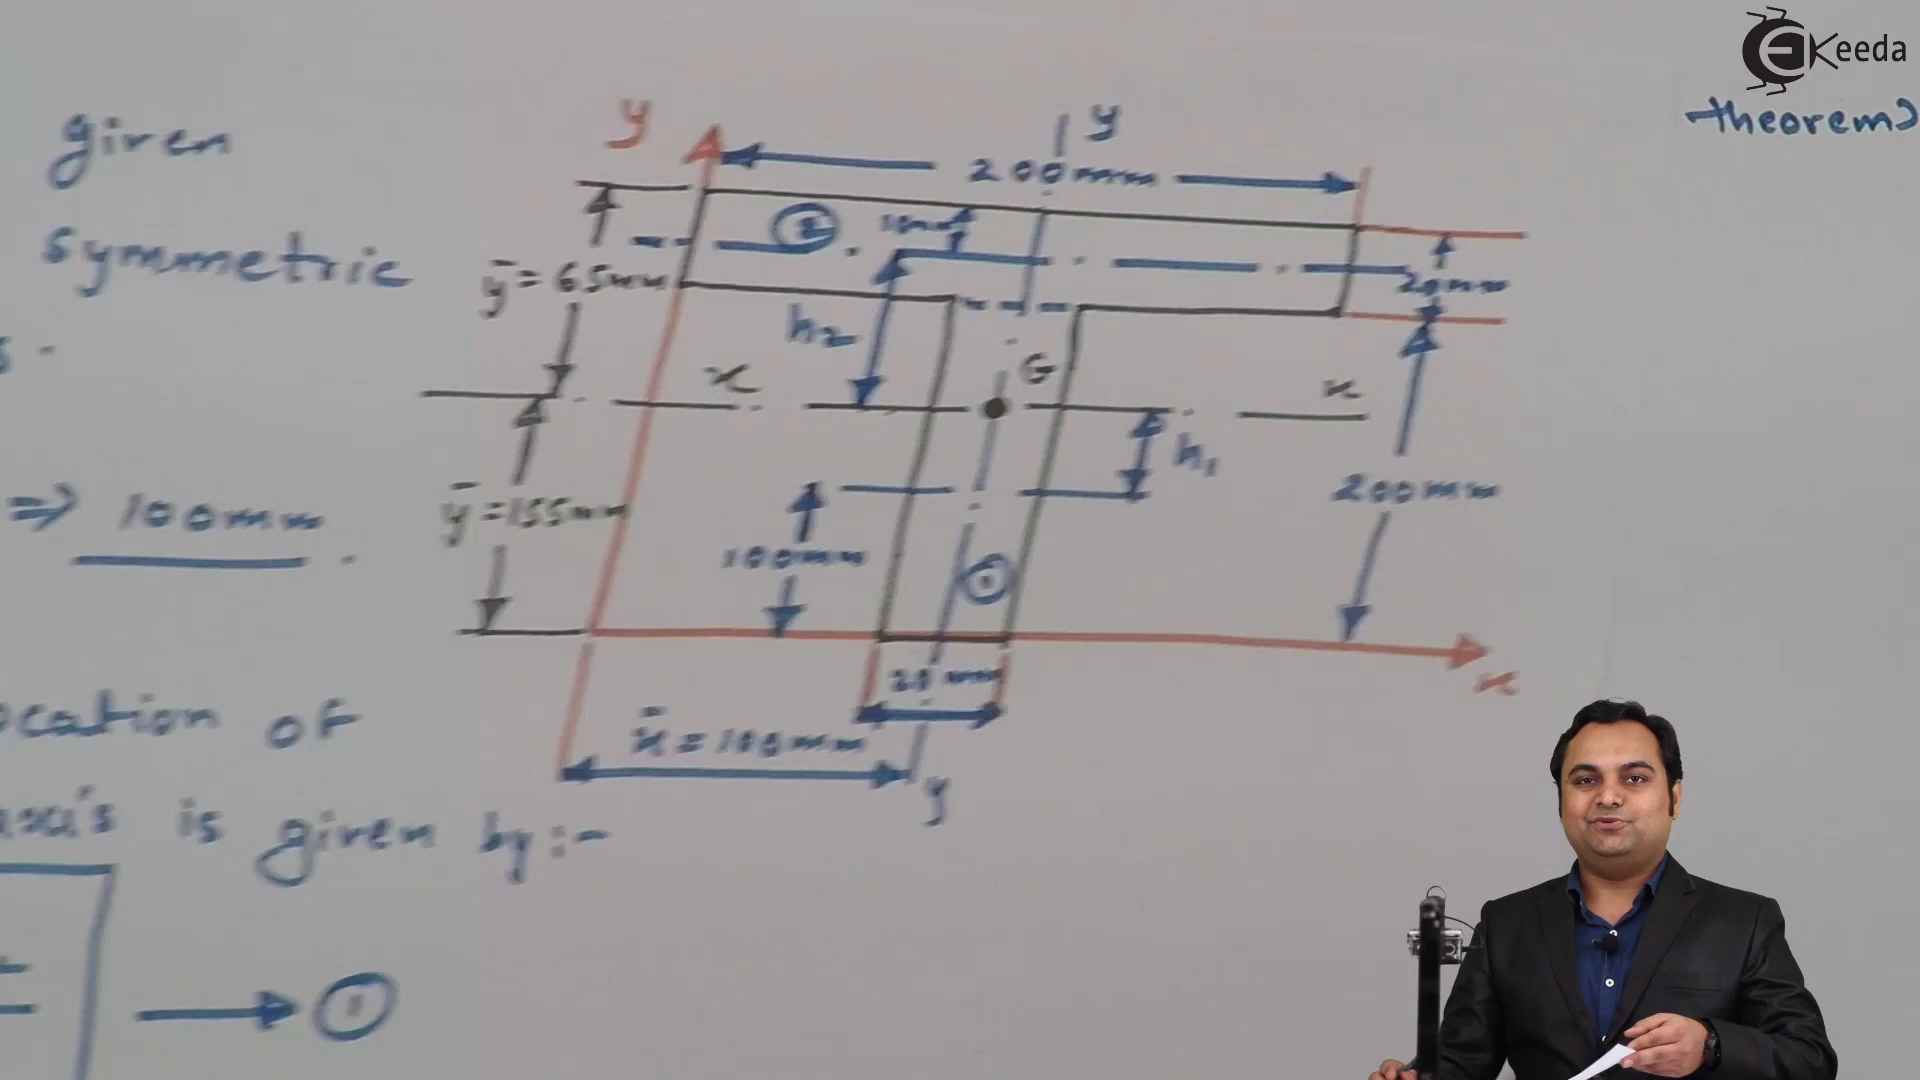 EKeeda
theorem
given
symmetric
⇒ 100mm.
ocation of
axis is given by:-
→ ①
y
y
200mm
②
10mm
20mm
ȳ=65mm
h2
G
x
x
h1
200mm
ȳ=155mm
100mm
①
20mm
x
x̄=100mm
y